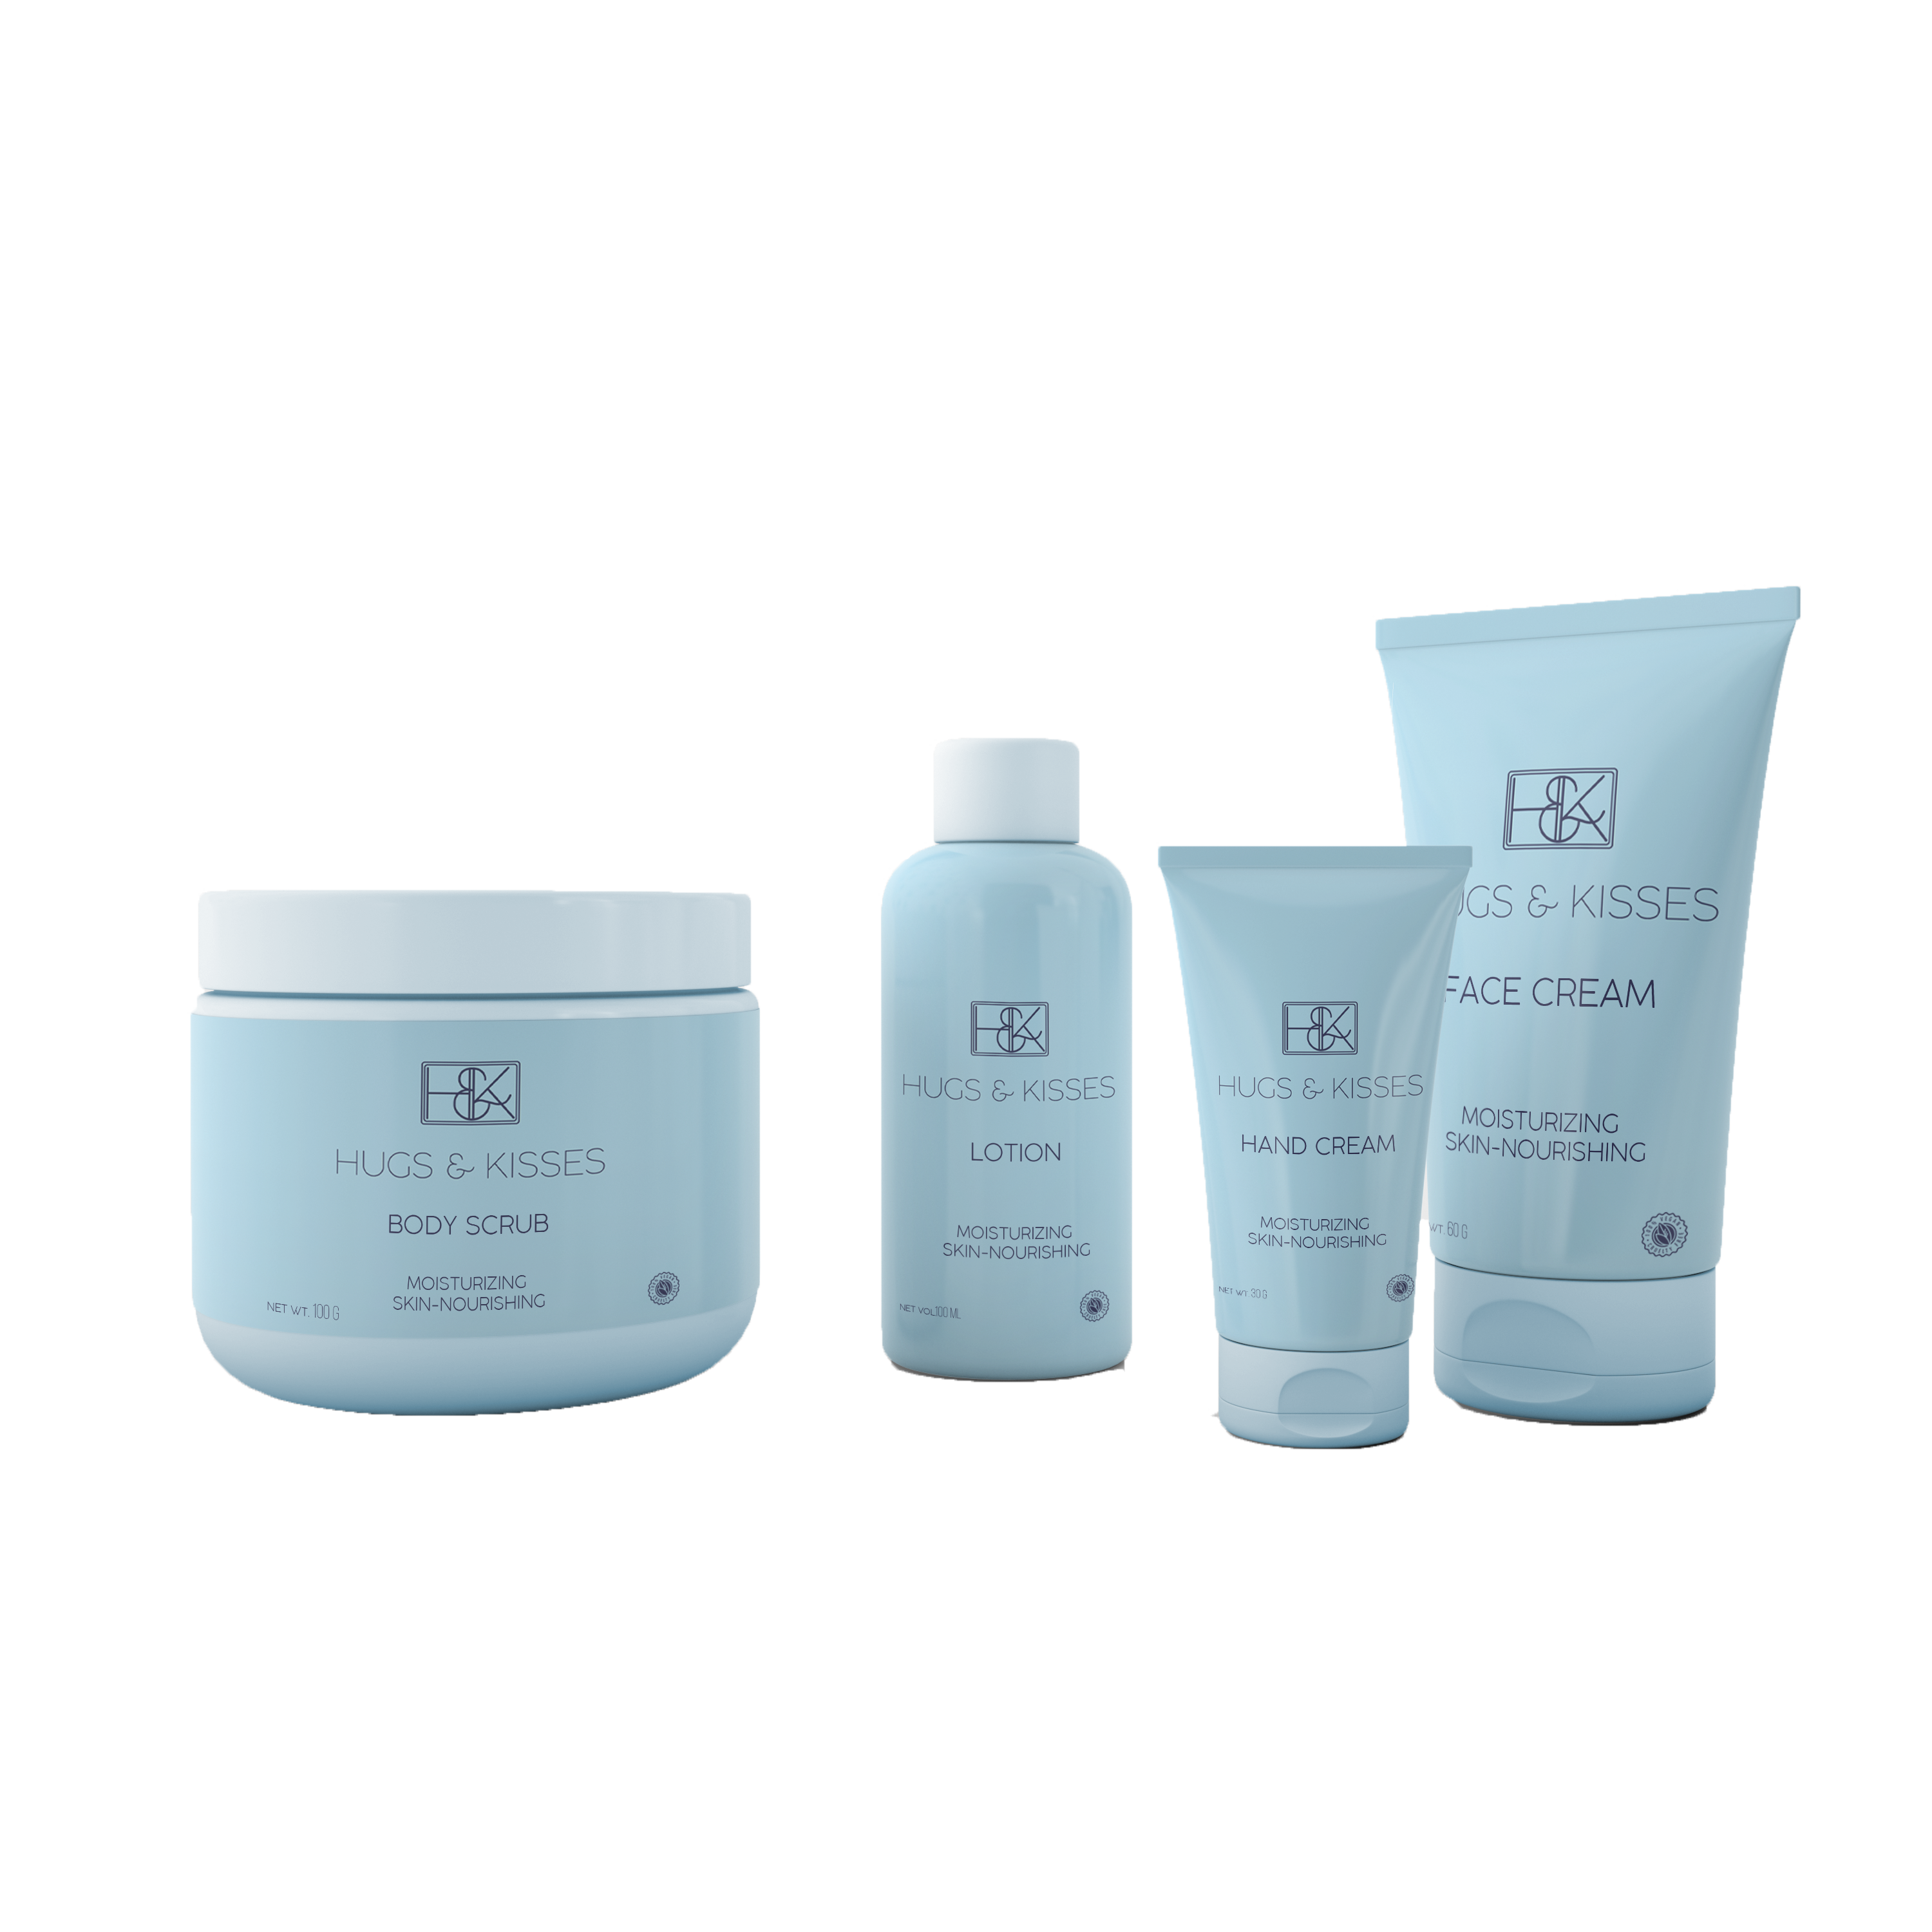 H&K
HUGS & KISSES
BODY SCRUB
MOISTURIZING
SKIN-NOURISHING
NET WT. 100 G
H&K
HUGS & KISSES
LOTION
MOISTURIZING
SKIN-NOURISHING
NET VOL.100 ML
H&K
HUGS & KISSES
HAND CREAM
MOISTURIZING
SKIN-NOURISHING
NET WT 30 G
H&K
UGS & KISSES
FACE CREAM
MOISTURIZING
SKIN-NOURISHING
WT. 60 G